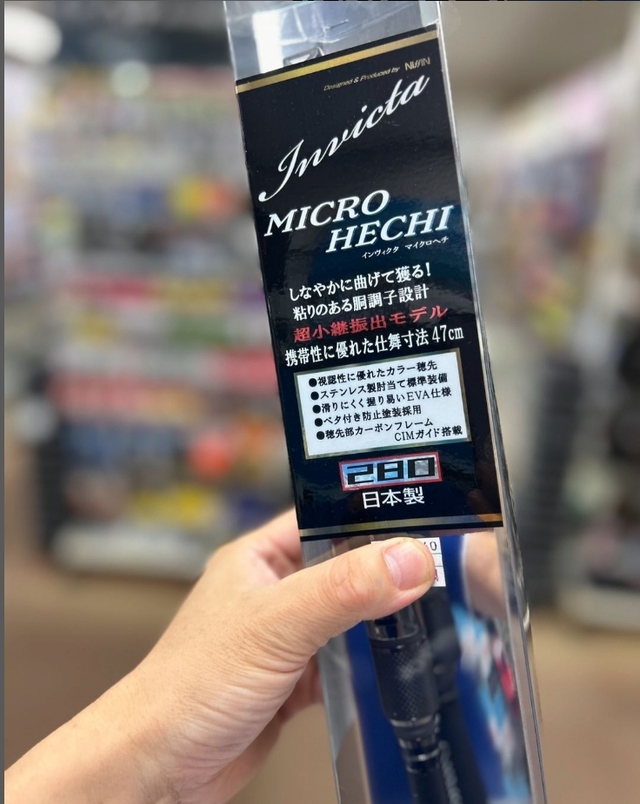 Designed & Produced by NISSIN
Invicta
MICRO
HECHI
インヴィクタ マイクロヘチ
しなやかに曲げて獲る!
粘りのある胴調子設計
超小継振出モデル
携帯性に優れた仕舞寸法47cm
●視認性に優れたカラー穂先
●ステンレス製肘当て標準装備
●滑りにくく握り易いEVA仕様
●ベタ付き防止塗装採用
●穂先部カーボンフレーム
CIMガイド搭載
280
日本製